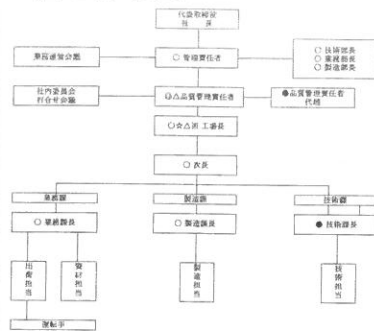 代表取締役
社長
業務運営会議
○ 管理責任者
○ 技術部長
○ 業務部長
○ 製造部長
社内委員会
打合せ会議
○△品質管理責任者
●品質管理責任者
代理
工場長
○ 次長
業務課
製造課
技術課
○ 業務課長
○ 製造課長
● 技術課長
出荷担当
資材担当
製造担当
技術担当